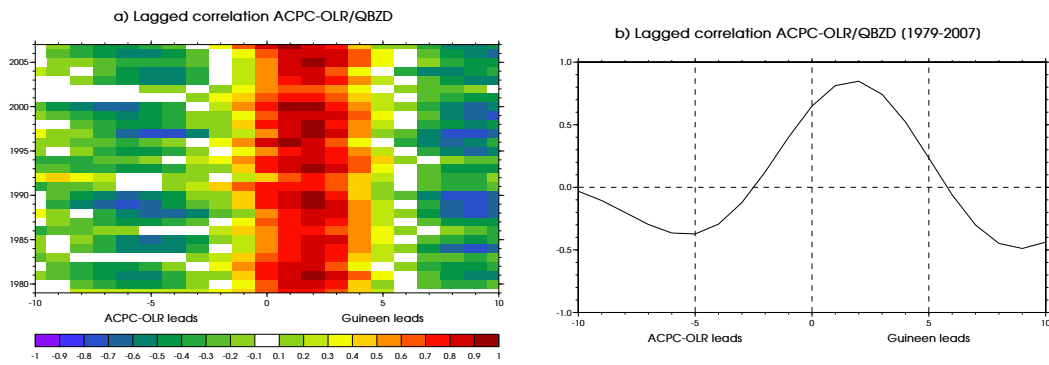 a) Lagged correlation ACPC-OLR/QBZD
2005
2000
1995
1990
1985
1980
-10 -5 0 5 10
ACPC-OLR leads Guineen leads
-1 -0.9 -0.8 -0.7 -0.6 -0.5 -0.4 -0.3 -0.2 -0.1 0.1 0.2 0.3 0.4 0.5 0.6 0.7 0.8 0.9 1
b) Lagged correlation ACPC-OLR/QBZD (1979-2007)
1.0
0.5
0.0
-0.5
-1.0
-10 -5 0 5 10
ACPC-OLR leads Guineen leads